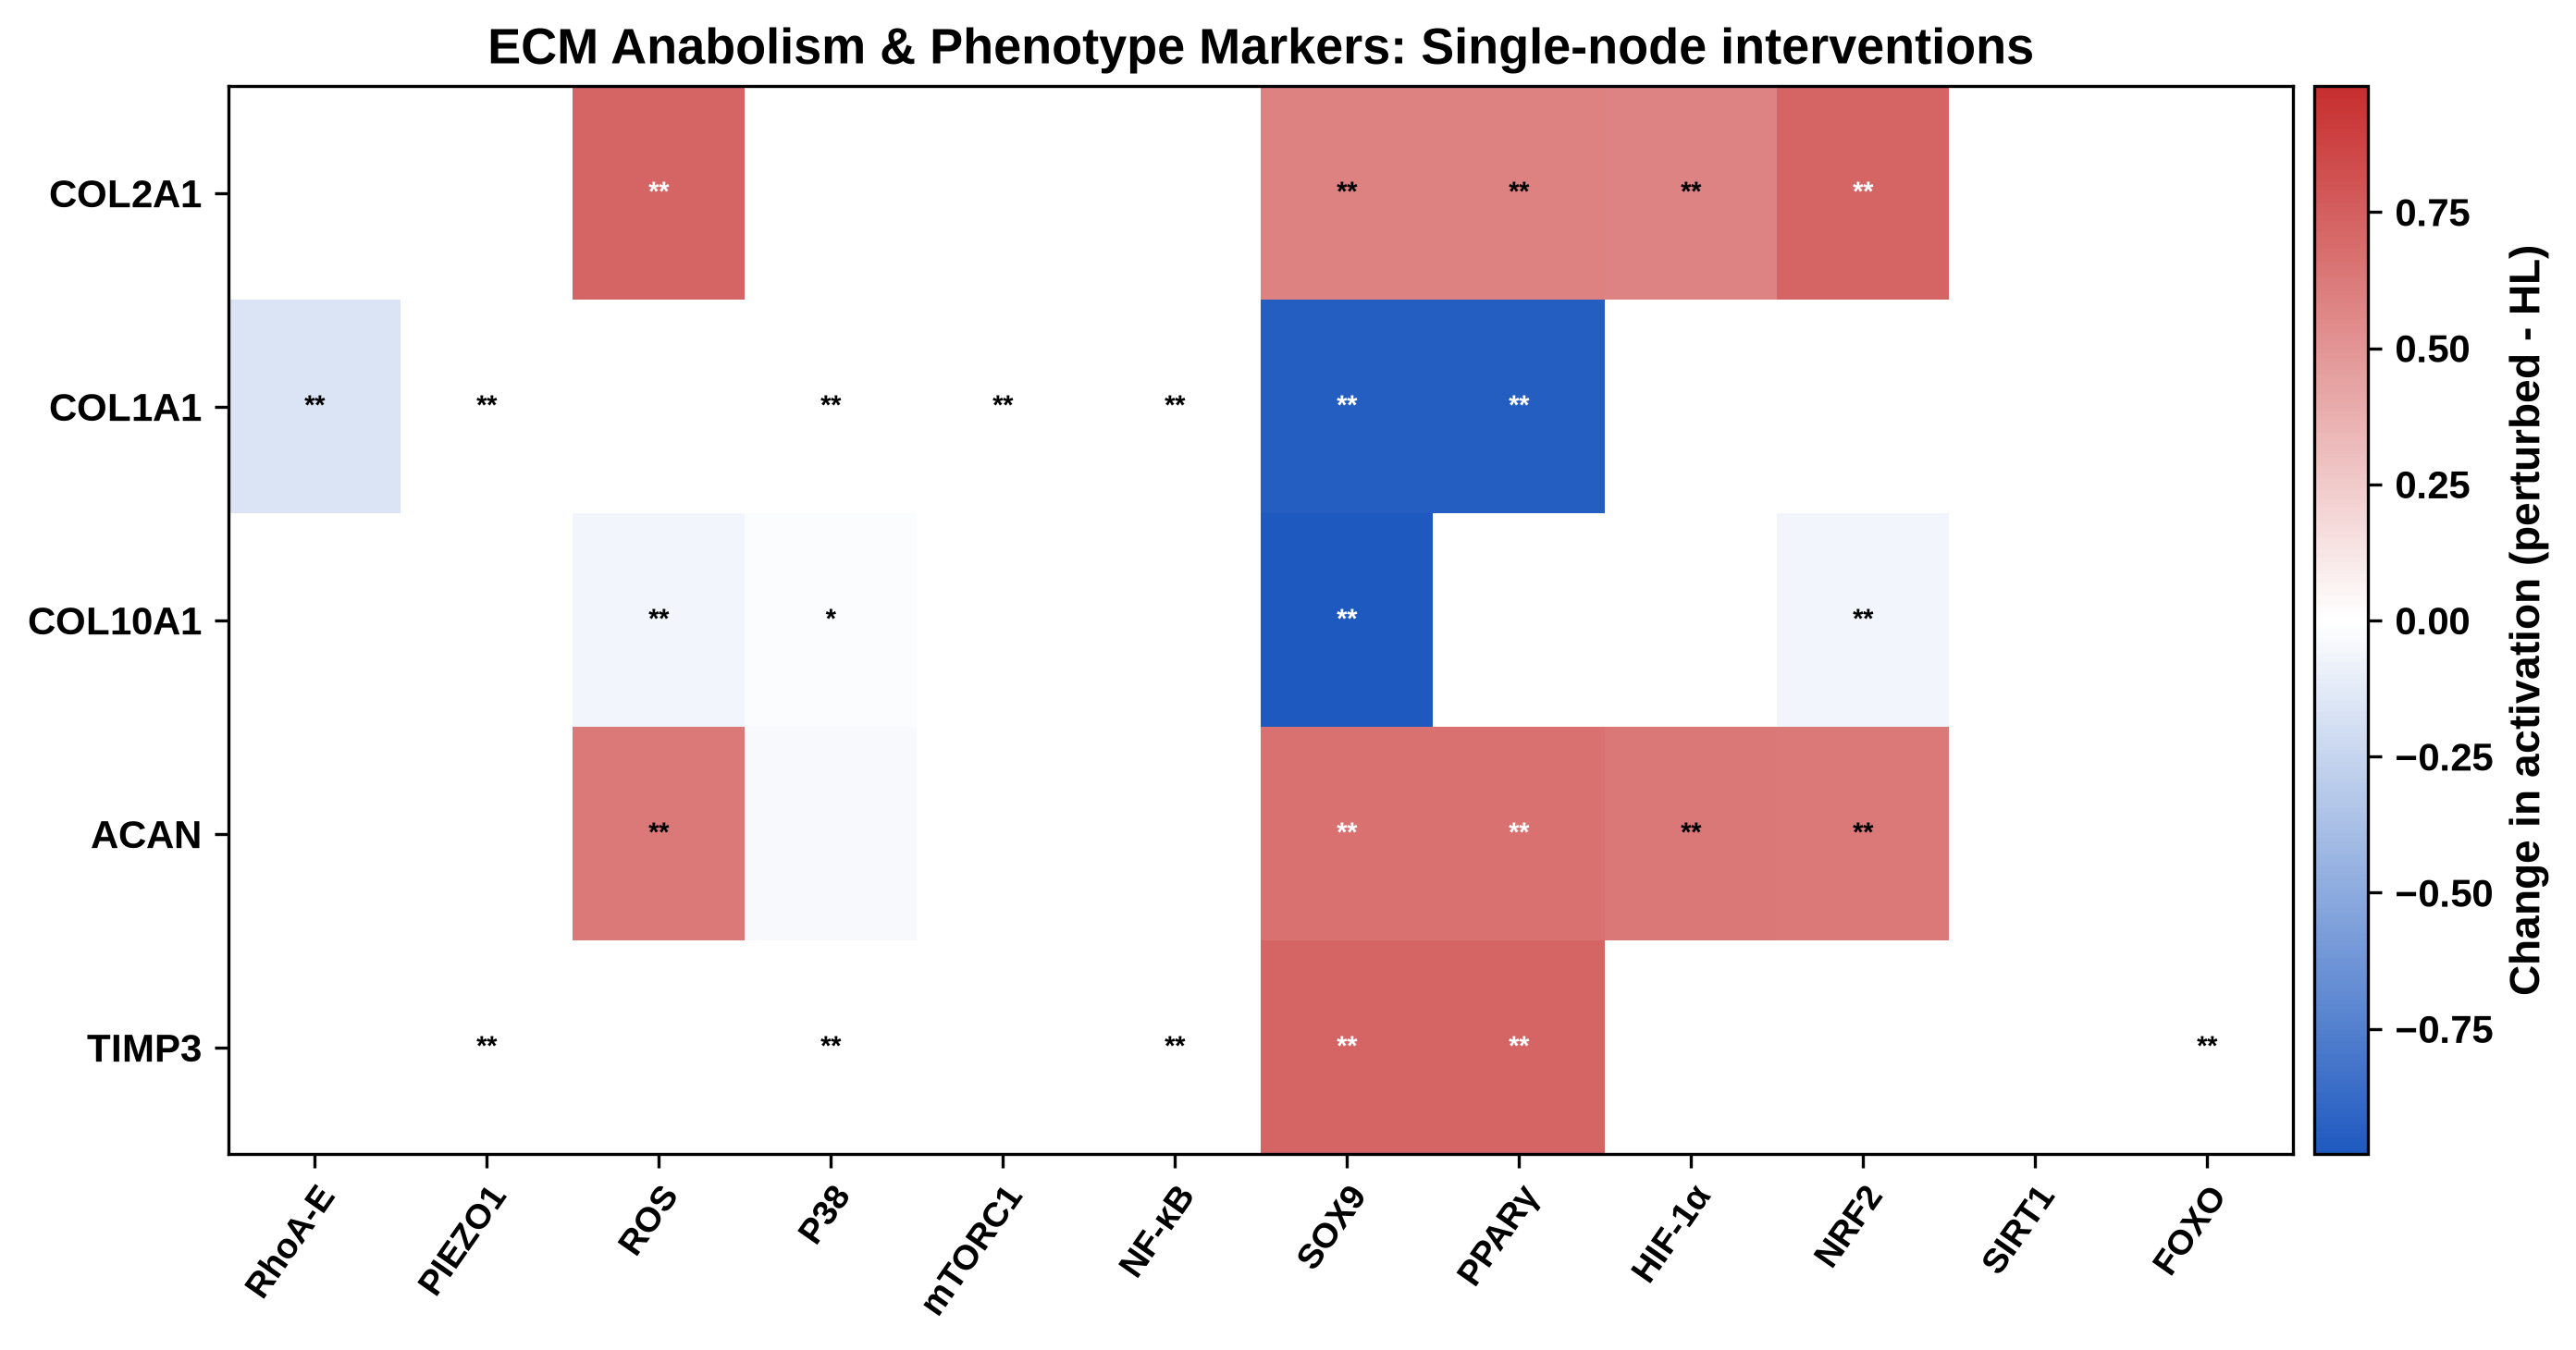 ECM Anabolism & Phenotype Markers: Single-node interventions
COL2A1 ** ** ** ** **
COL1A1 ** ** ** ** ** ** **
COL10A1 ** * ** **
ACAN ** ** ** ** **
TIMP3 ** ** ** ** ** **
RhoA-E PIEZO1 ROS P38 mTORC1 NF-κB SOX9 PPARγ HIF-1α NRF2 SIRT1 FOXO
0.75
0.50
0.25
0.00
−0.25
−0.50
−0.75
Change in activation (perturbed - HL)